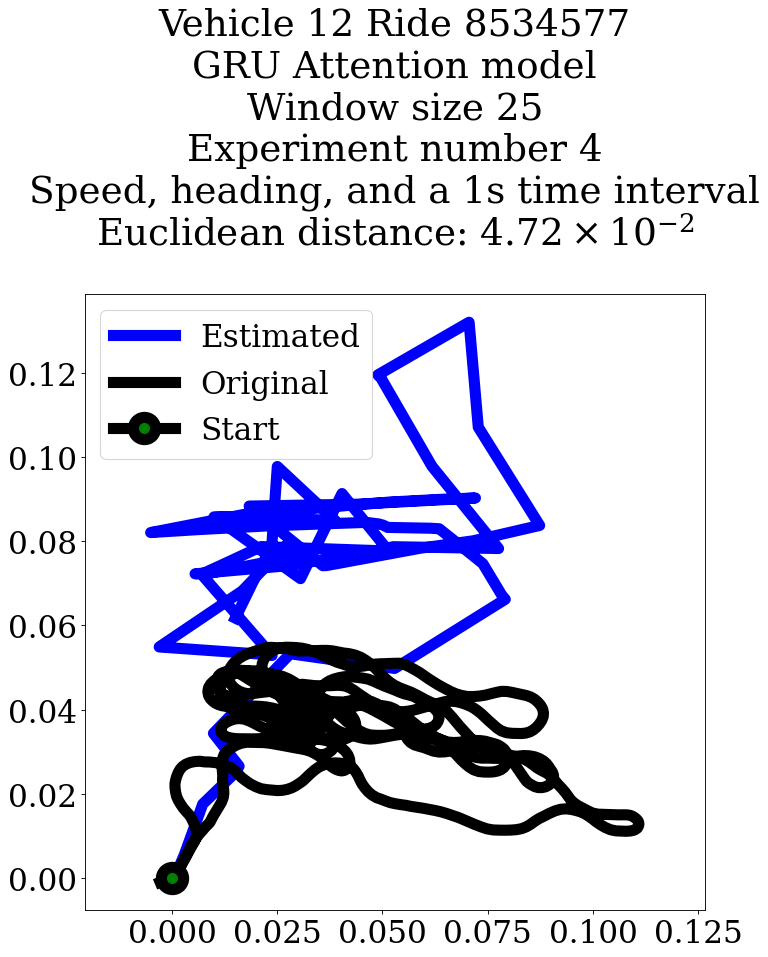 Vehicle 12 Ride 8534577
GRU Attention model
Window size 25
Experiment number 4
Speed, heading, and a 1s time interval
Euclidean distance: 4.72 × 10⁻²
Estimated
Original
Start
0.12
0.10
0.08
0.06
0.04
0.02
0.00
0.000 0.025 0.050 0.075 0.100 0.125